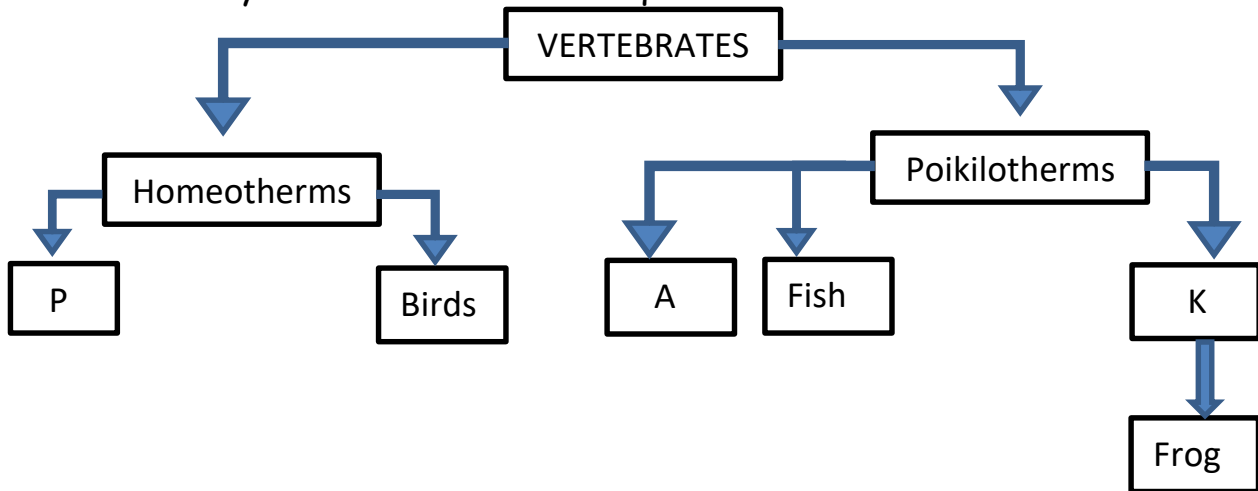 VERTEBRATES
Homeotherms
Poikilotherms
P
Birds
A
Fish
K
Frog